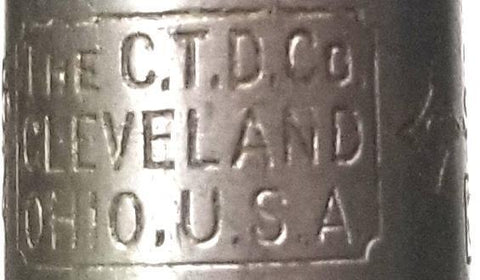 THE C.T.D.CO.
CLEVELAND
OHIO, U.S.A.